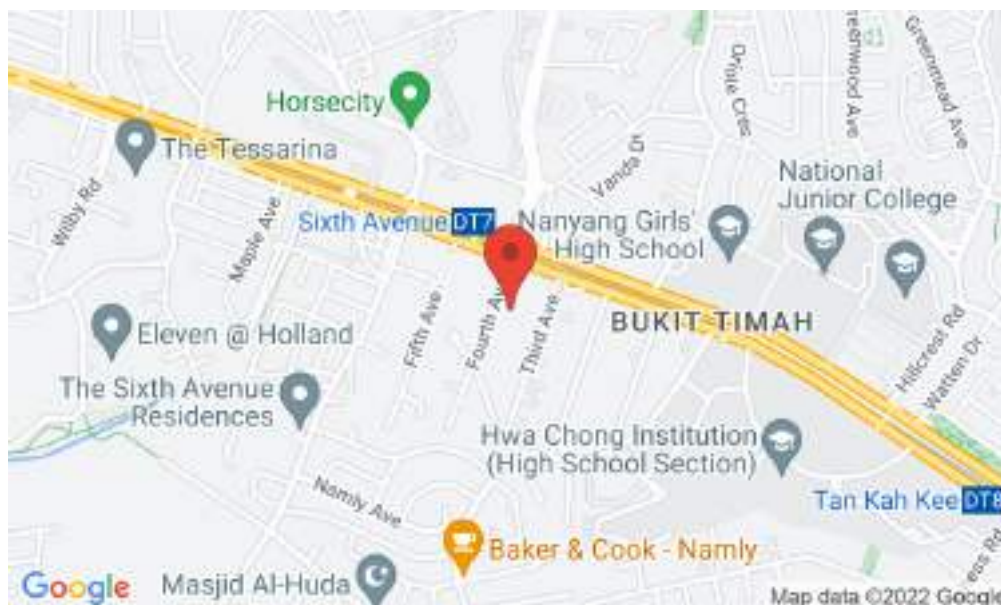 Horsecity
Oriole Cres
Greenwood Ave
Greenmead Ave
The Tessarina
Vanda Dr
National
Junior College
Wilby Rd
Maple Ave
Sixth Avenue DT7
Nanyang Girls'
High School
Fifth Ave
Fourth Av
Third Ave
BUKIT TIMAH
Eleven @ Holland
Hillcrest Rd
Watten Dr
The Sixth Avenue
Residences
Hwa Chong Institution
(High School Section)
Namly Ave
Tan Kah Kee DT8
Baker & Cook - Namly
Google
Masjid Al-Huda
Map data ©2022 Google